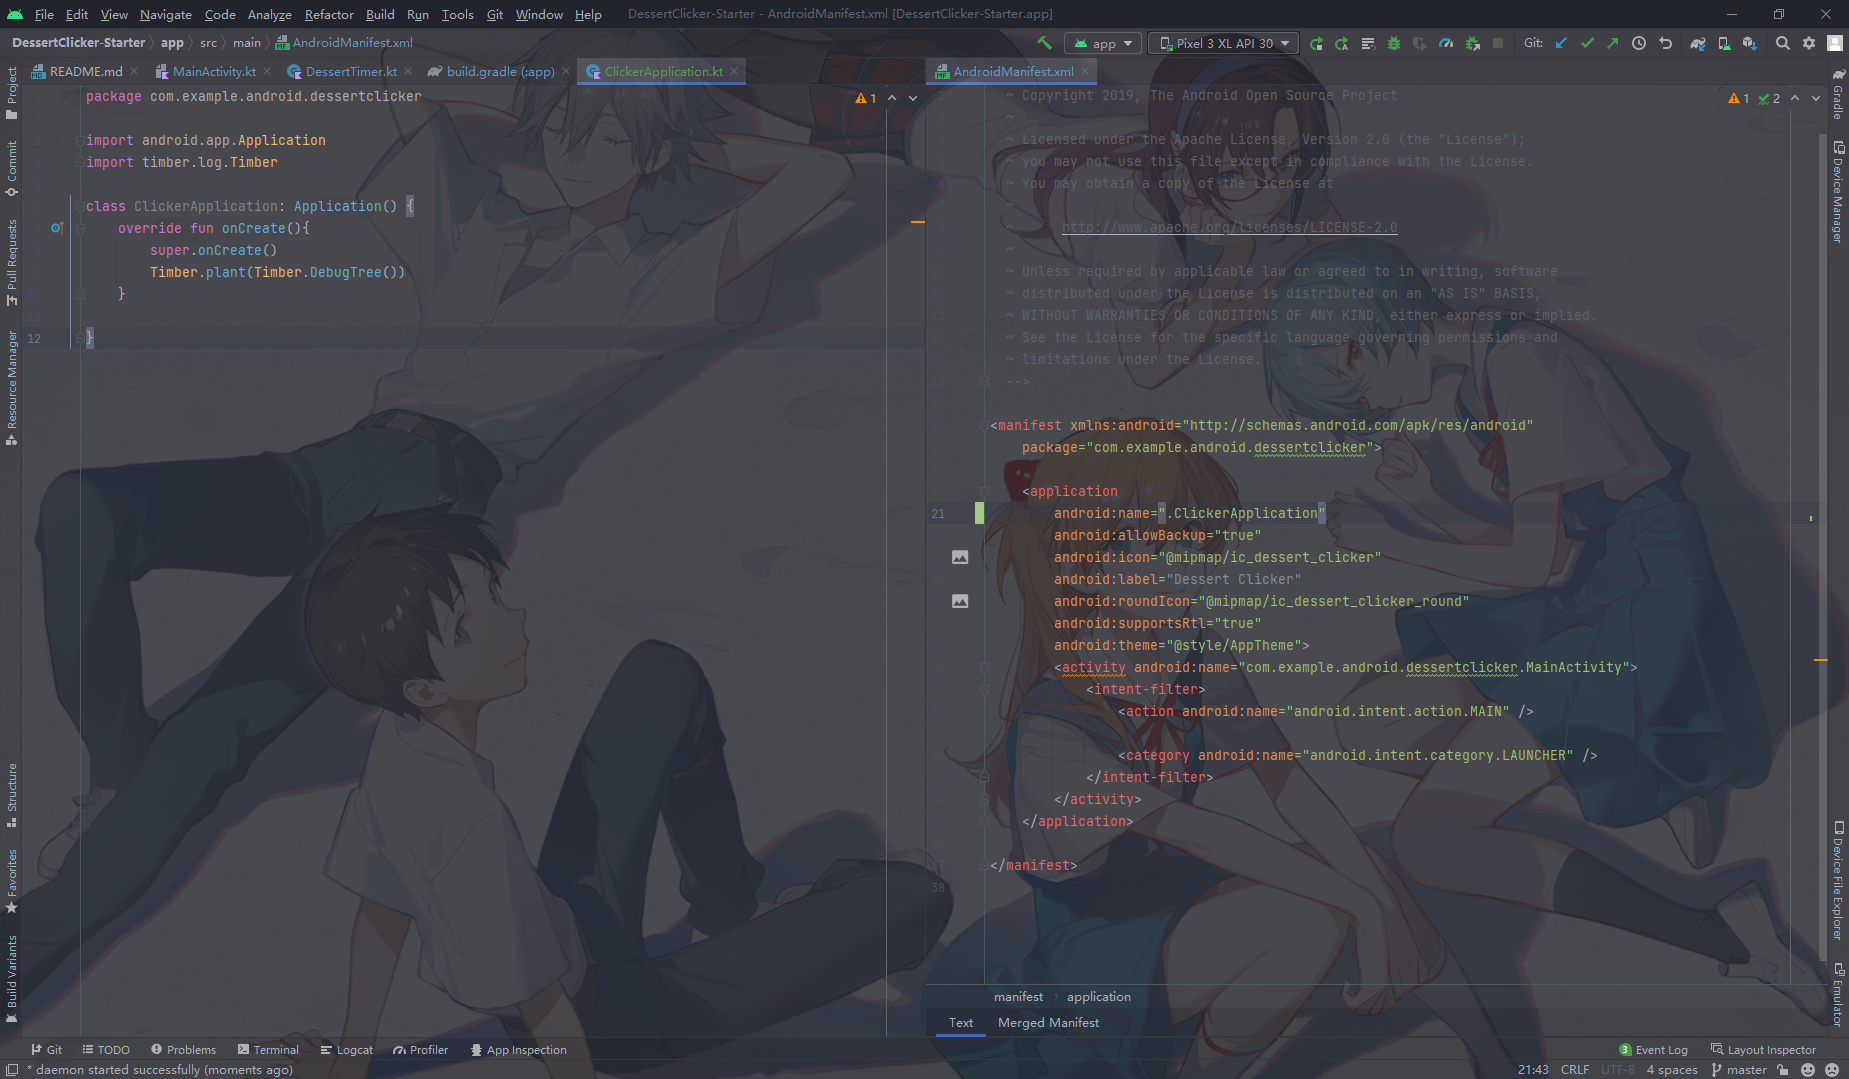 File Edit View Navigate Code Analyze Refactor Build Run Tools Git Window Help DessertClicker-Starter - AndroidManifest.xml [DessertClicker-Starter.app]
DessertClicker-Starter app src main AndroidManifest.xml app Pixel 3 XL API 30 Git:
README.md MainActivity.kt DessertTimer.kt build.gradle (:app) ClickerApplication.kt AndroidManifest.xml
Project
Commit
Pull Requests
Resource Manager
Structure
Favorites
Build Variants
1
package com.example.android.dessertclicker
import android.app.Application
import timber.log.Timber
class ClickerApplication: Application() {
override fun onCreate(){
super.onCreate()
Timber.plant(Timber.DebugTree())
}
12 }
1 2
~ Copyright 2019, The Android Open Source Project
~
~ Licensed under the Apache License, Version 2.0 (the "License");
~ you may not use this file except in compliance with the License.
~ You may obtain a copy of the License at
~
~ http://www.apache.org/licenses/LICENSE-2.0
~
~ Unless required by applicable law or agreed to in writing, software
~ distributed under the License is distributed on an "AS IS" BASIS,
~ WITHOUT WARRANTIES OR CONDITIONS OF ANY KIND, either express or implied.
~ See the License for the specific language governing permissions and
~ limitations under the License.
-->
<manifest xmlns:android="http://schemas.android.com/apk/res/android"
package="com.example.android.dessertclicker">
<application
21 android:name=".ClickerApplication"
android:allowBackup="true"
android:icon="@mipmap/ic_dessert_clicker"
android:label="Dessert Clicker"
android:roundIcon="@mipmap/ic_dessert_clicker_round"
android:supportsRtl="true"
android:theme="@style/AppTheme">
<activity android:name="com.example.android.dessertclicker.MainActivity">
<intent-filter>
<action android:name="android.intent.action.MAIN" />
<category android:name="android.intent.category.LAUNCHER" />
</intent-filter>
</activity>
</application>
</manifest>
38
manifest application
Text Merged Manifest
Gradle
Device Manager
Device File Explorer
Emulator
Git TODO Problems Terminal Logcat Profiler App Inspection 3 Event Log Layout Inspector
* daemon started successfully (moments ago) 21:43 CRLF UTF-8 4 spaces master